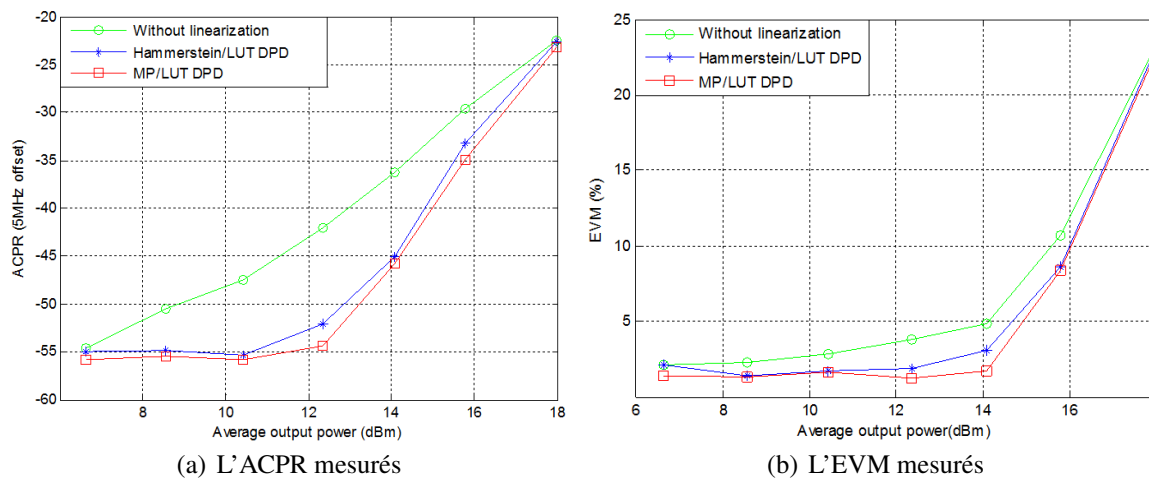 -20
-25
-30
-35
-40
-45
-50
-55
-60
ACPR (5MHz offset)
Without linearization
Hammerstein/LUT DPD
MP/LUT DPD
8 10 12 14 16 18
Average output power (dBm)
(a) L'ACPR mesurés
25
20
15
10
5
EVM (%)
Without linearization
Hammerstein/LUT DPD
MP/LUT DPD
6 8 10 12 14 16
Average output power(dBm)
(b) L'EVM mesurés